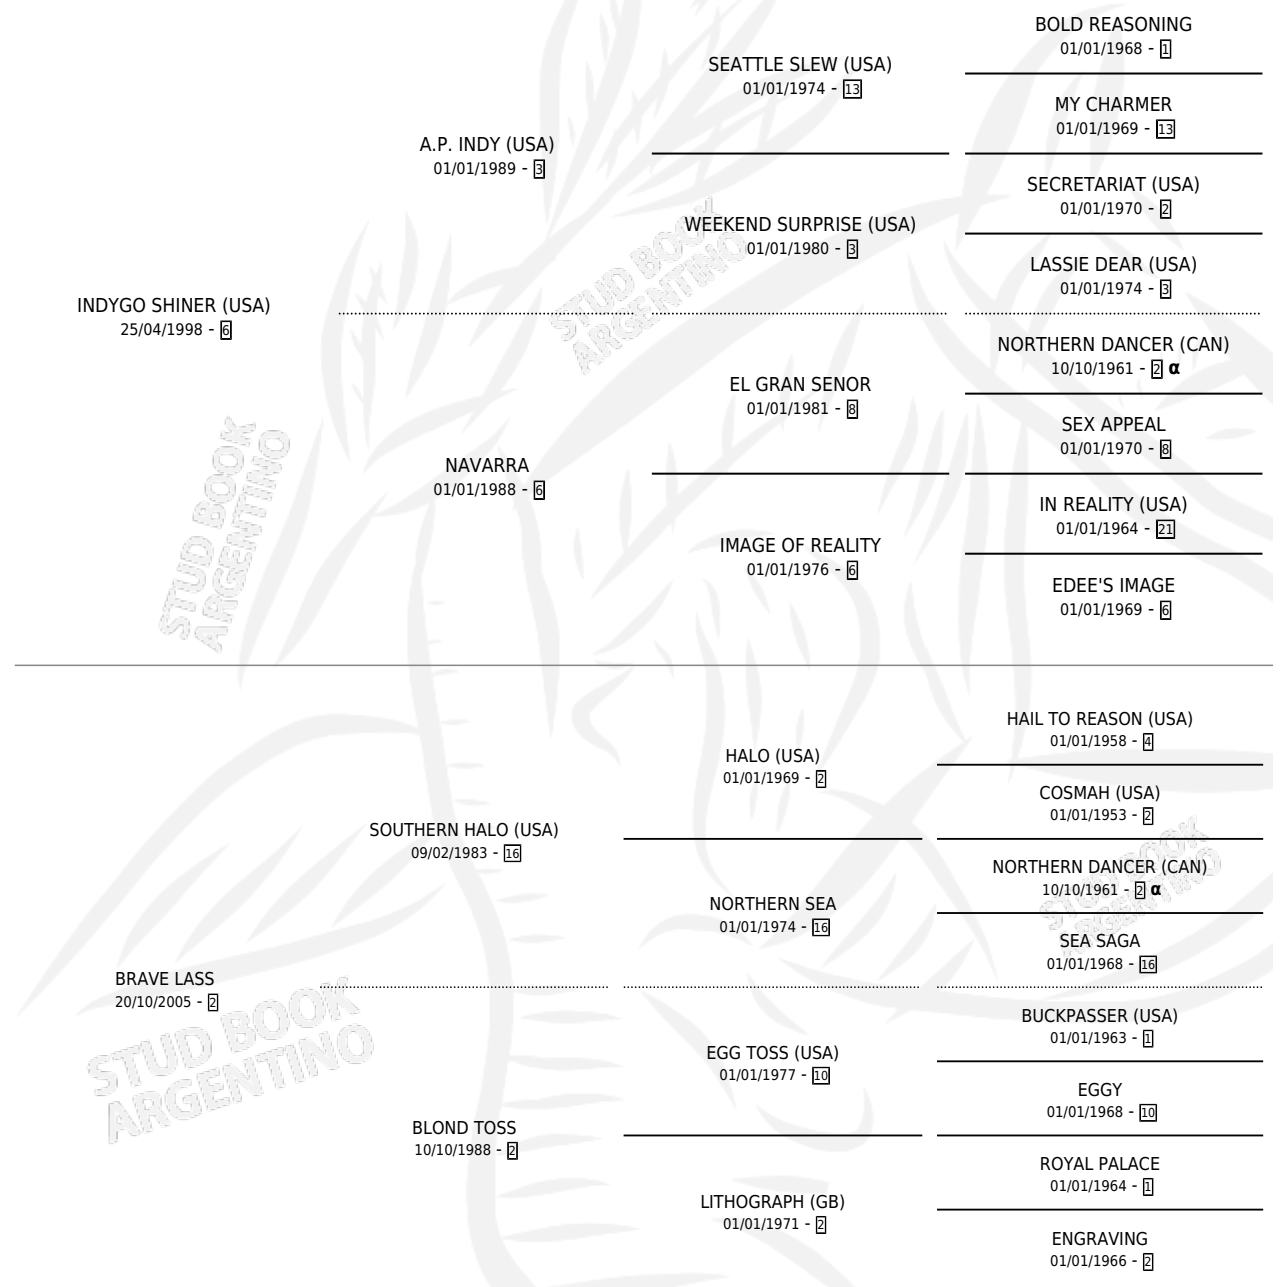 BOLD REASONING
01/01/1968 - 1
SEATTLE SLEW (USA)
01/01/1974 - 13
MY CHARMER
01/01/1969 - 13
A.P. INDY (USA)
01/01/1989 - 3
SECRETARIAT (USA)
01/01/1970 - 2
WEEKEND SURPRISE (USA)
01/01/1980 - 3
LASSIE DEAR (USA)
01/01/1974 - 3
INDYGO SHINER (USA)
25/04/1998 - 6
NORTHERN DANCER (CAN)
10/10/1961 - 2 α
EL GRAN SENOR
01/01/1981 - 8
SEX APPEAL
01/01/1970 - 8
NAVARRA
01/01/1988 - 6
IN REALITY (USA)
01/01/1964 - 21
IMAGE OF REALITY
01/01/1976 - 6
EDEE'S IMAGE
01/01/1969 - 6
HAIL TO REASON (USA)
01/01/1958 - 4
HALO (USA)
01/01/1969 - 2
COSMAH (USA)
01/01/1953 - 2
SOUTHERN HALO (USA)
09/02/1983 - 16
NORTHERN DANCER (CAN)
10/10/1961 - 2 α
NORTHERN SEA
01/01/1974 - 16
SEA SAGA
01/01/1968 - 16
BRAVE LASS
20/10/2005 - 2
BUCKPASSER (USA)
01/01/1963 - 1
EGG TOSS (USA)
01/01/1977 - 10
EGGY
01/01/1968 - 10
BLOND TOSS
10/10/1988 - 2
ROYAL PALACE
01/01/1964 - 1
LITHOGRAPH (GB)
01/01/1971 - 2
ENGRAVING
01/01/1966 - 2
STUD BOOK
ARGENTINO
STUD BOOK
ARGENTINO
STUD BOOK
ARGENTINO
STUD BOOK
ARGENTINO